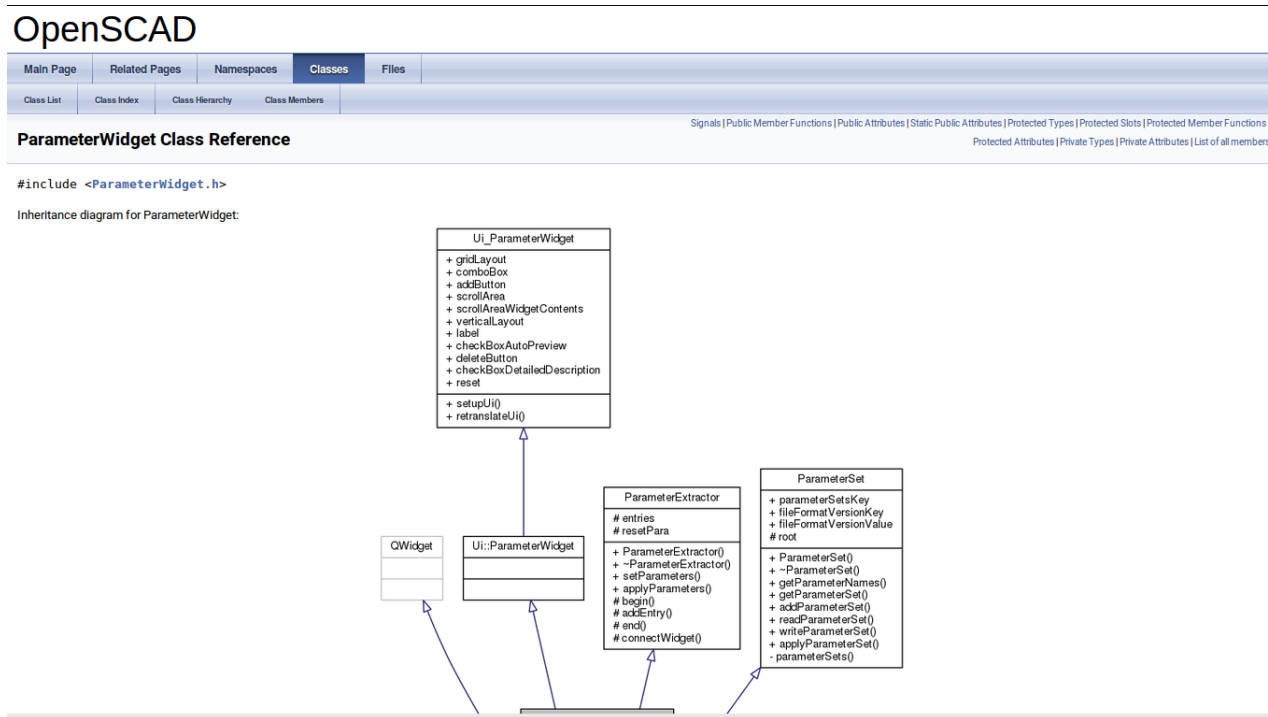 OpenSCAD
Main Page Related Pages Namespaces Classes Files
Class List Class Index Class Hierarchy Class Members
Signals | Public Member Functions | Public Attributes | Static Public Attributes | Protected Types | Protected Slots | Protected Member Functions
Protected Attributes | Private Types | Private Attributes | List of all members
ParameterWidget Class Reference
#include <ParameterWidget.h>
Inheritance diagram for ParameterWidget:
Ui_ParameterWidget
+ gridLayout
+ comboBox
+ addButton
+ scrollArea
+ scrollAreaWidgetContents
+ verticalLayout
+ label
+ checkBoxAutoPreview
+ deleteButton
+ checkBoxDetailedDescription
+ reset
+ setupUi()
+ retranslateUi()
QWidget
Ui::ParameterWidget
ParameterExtractor
# entries
# resetPara
+ ParameterExtractor()
+ ~ParameterExtractor()
+ setParameters()
+ applyParameters()
# begin()
# addEntry()
# end()
# connectWidget()
ParameterSet
+ parameterSetsKey
+ fileFormatVersionKey
+ fileFormatVersionValue
# root
+ ParameterSet()
+ ~ParameterSet()
+ getParameterNames()
+ getParameterSet()
+ addParameterSet()
+ readParameterSet()
+ writeParameterSet()
+ applyParameterSet()
- parameterSets()